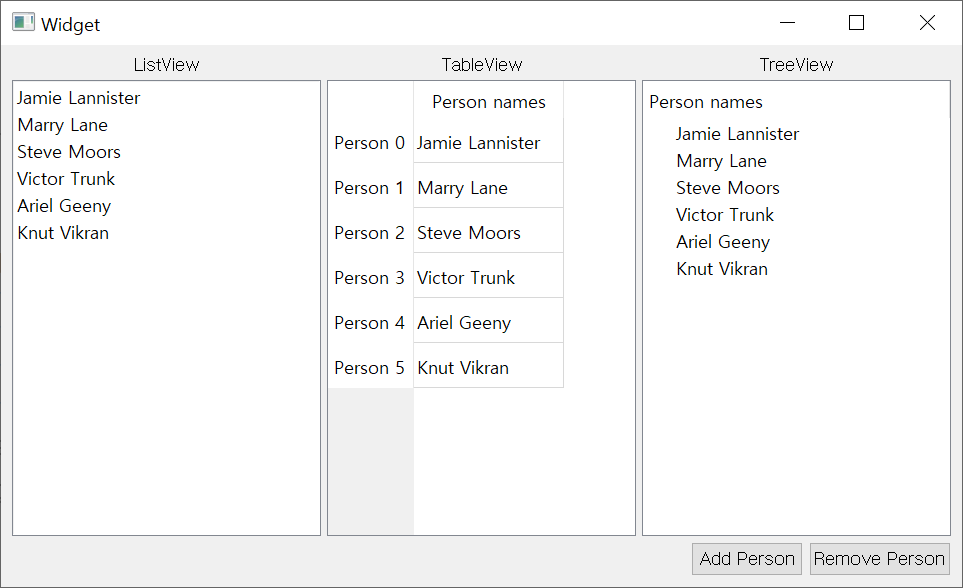 Widget
ListView
Jamie Lannister
Marry Lane
Steve Moors
Victor Trunk
Ariel Geeny
Knut Vikran
TableView
Person names
Person 0 Jamie Lannister
Person 1 Marry Lane
Person 2 Steve Moors
Person 3 Victor Trunk
Person 4 Ariel Geeny
Person 5 Knut Vikran
TreeView
Person names
Jamie Lannister
Marry Lane
Steve Moors
Victor Trunk
Ariel Geeny
Knut Vikran
Add Person Remove Person